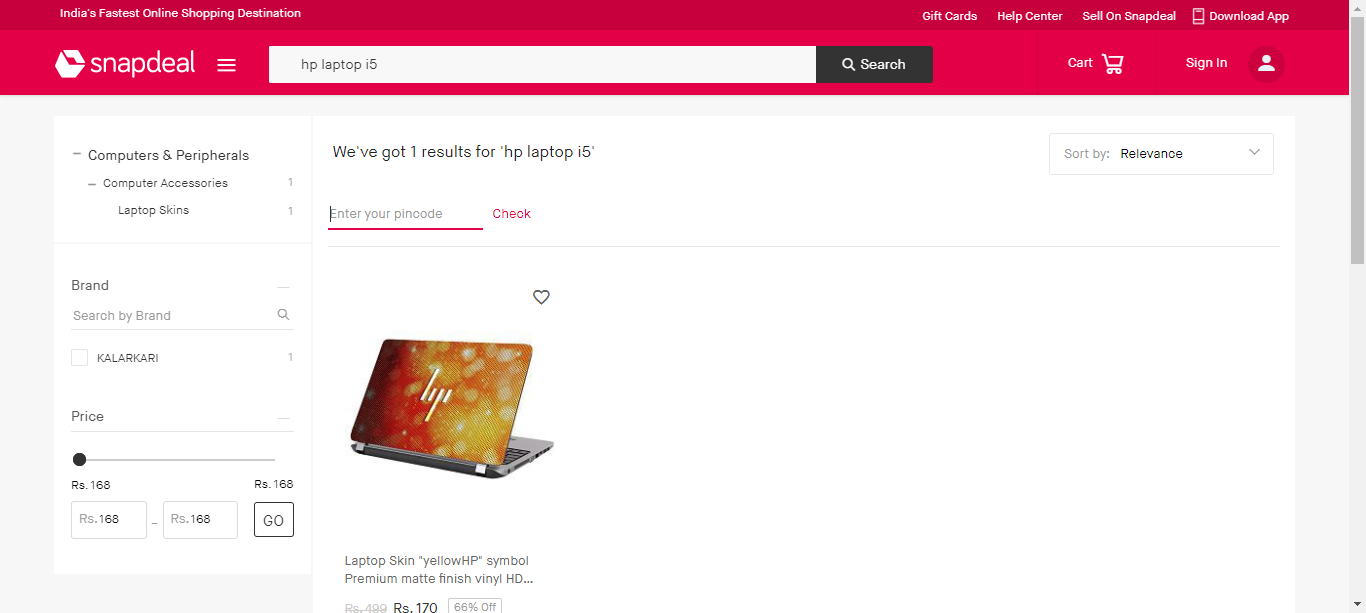 India's Fastest Online Shopping Destination
Gift Cards Help Center Sell On Snapdeal Download App
snapdeal
hp laptop i5
Search
Cart
Sign In
Computers & Peripherals
Computer Accessories 1
Laptop Skins 1
Brand
Search by Brand
KALARKARI 1
Price
Rs. 168 Rs. 168
Rs. 168 – Rs. 168 GO
We've got 1 results for 'hp laptop i5'
Sort by: Relevance
Enter your pincode Check
hp
Laptop Skin "yellowHP" symbol
Premium matte finish vinyl HD...
Rs. 499 Rs. 170 66% Off